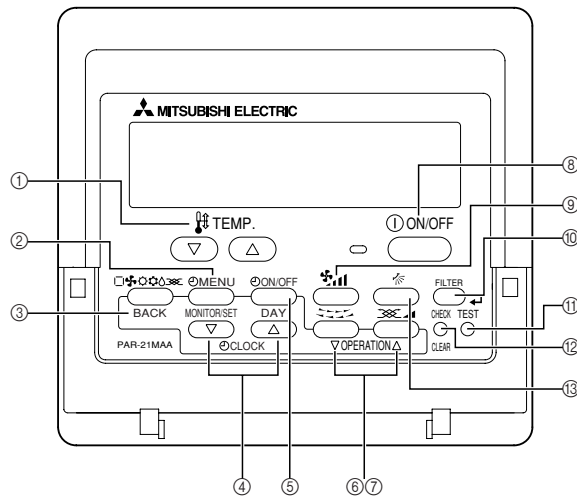 MITSUBISHI ELECTRIC
① TEMP. ⑧
ON/OFF ⑨
② MENU ON/OFF FILTER ⑩
③ BACK MONITOR/SET DAY CHECK TEST ⑪
PAR-21MAA CLOCK OPERATION CLEAR ⑫
⑬
④ ⑤ ⑥⑦